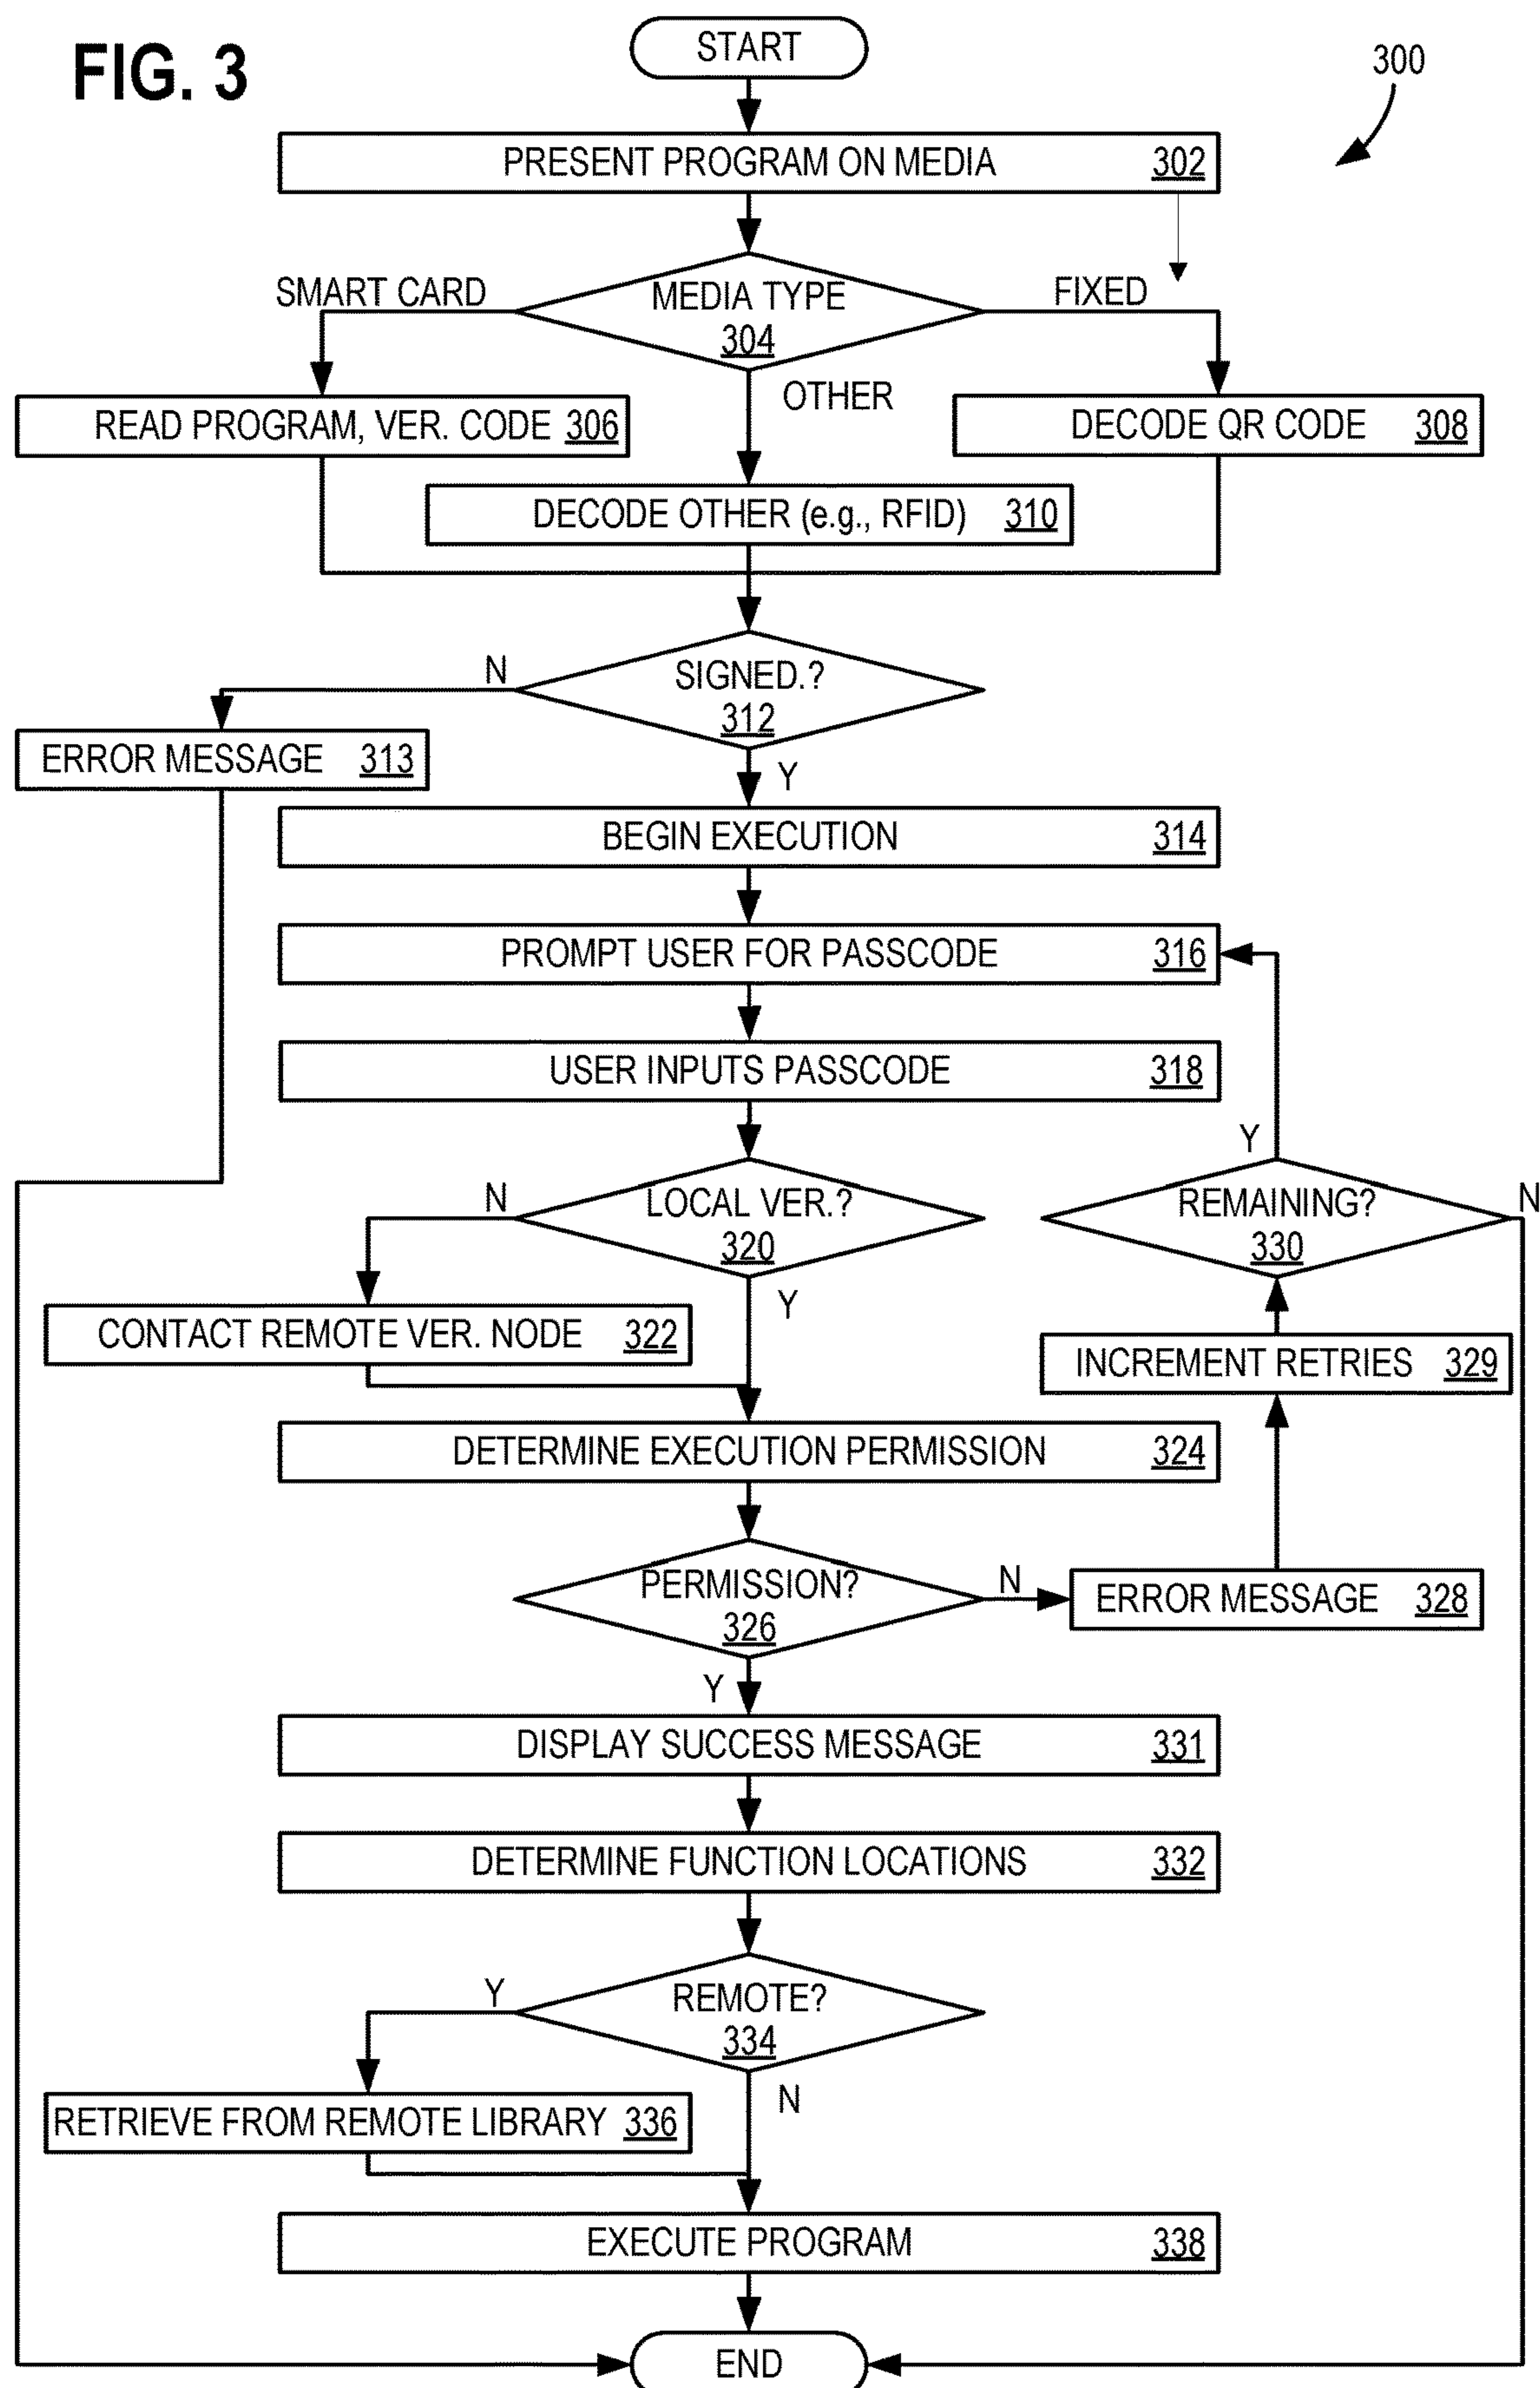 FIG. 3
START
300
PRESENT PROGRAM ON MEDIA 302
SMART CARD
MEDIA TYPE
304
FIXED
OTHER
READ PROGRAM, VER. CODE 306
DECODE QR CODE 308
DECODE OTHER (e.g., RFID) 310
N
SIGNED.?
312
ERROR MESSAGE 313
Y
BEGIN EXECUTION 314
PROMPT USER FOR PASSCODE 316
USER INPUTS PASSCODE 318
Y
N
LOCAL VER.?
320
REMAINING?
330
N
Y
CONTACT REMOTE VER. NODE 322
INCREMENT RETRIES 329
DETERMINE EXECUTION PERMISSION 324
PERMISSION?
326
N
ERROR MESSAGE 328
Y
DISPLAY SUCCESS MESSAGE 331
DETERMINE FUNCTION LOCATIONS 332
Y
REMOTE?
334
N
RETRIEVE FROM REMOTE LIBRARY 336
EXECUTE PROGRAM 338
END